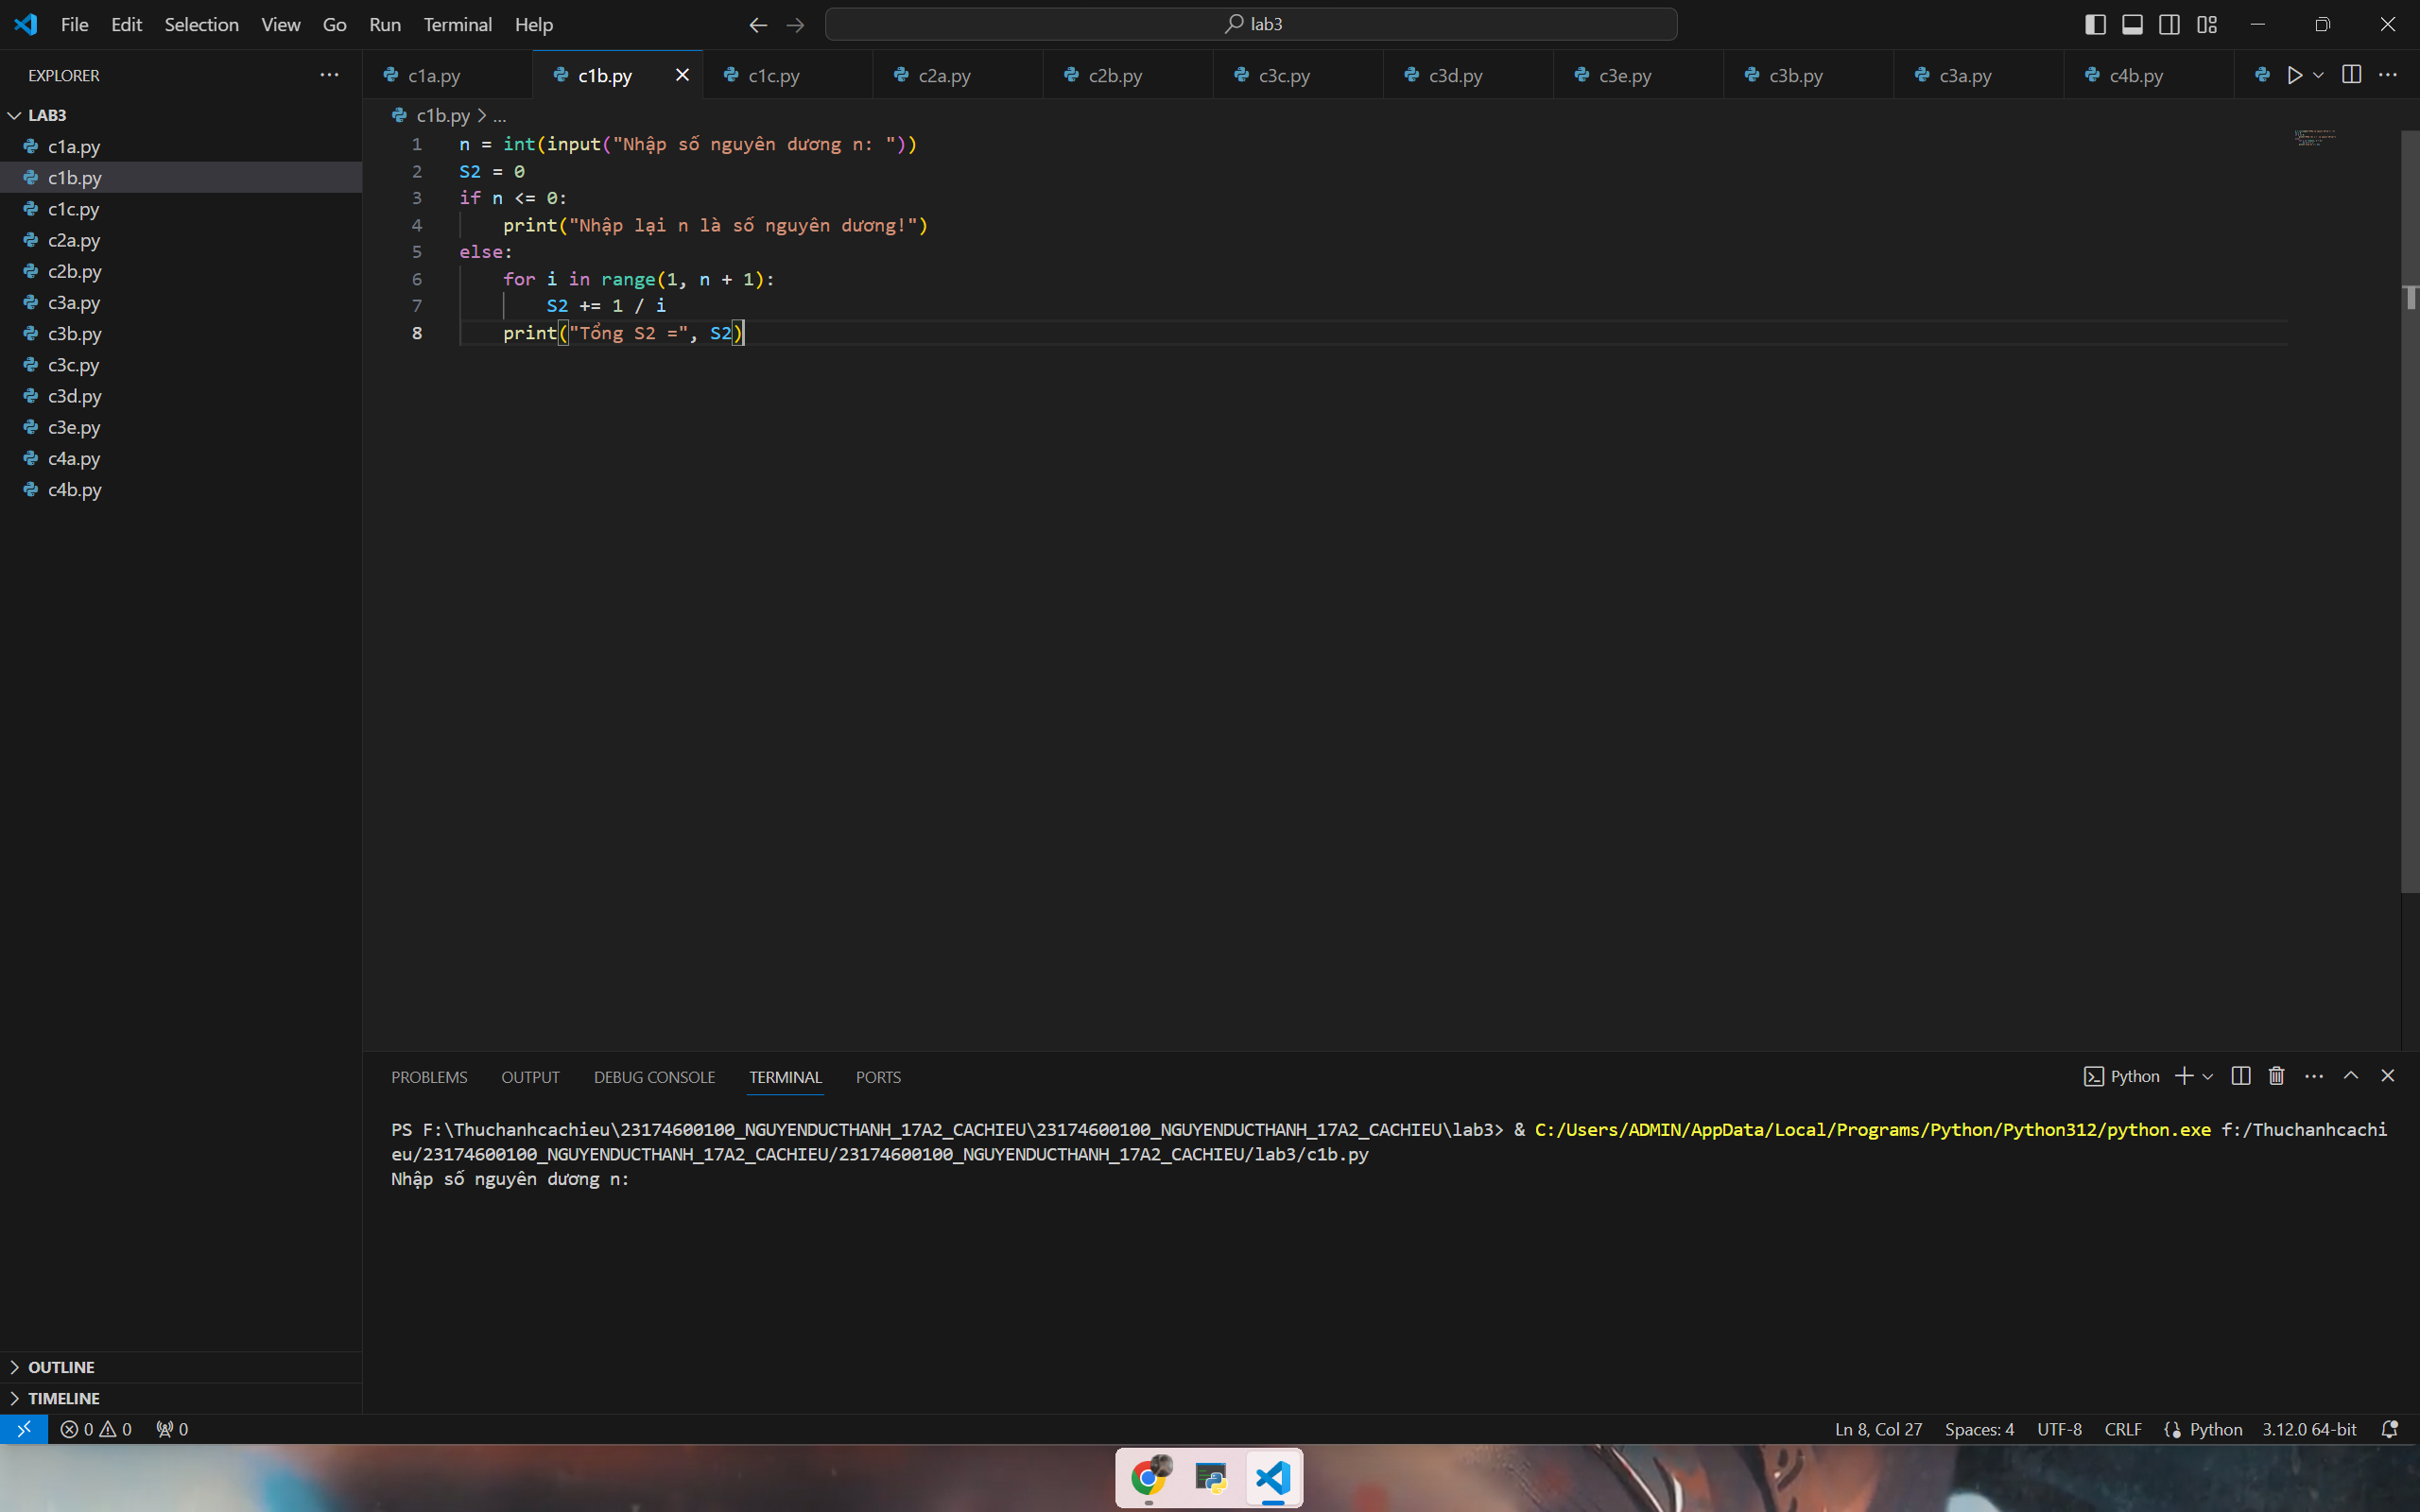 File Edit Selection View Go Run Terminal Help
lab3
EXPLORER
c1a.py c1b.py c1c.py c2a.py c2b.py c3c.py c3d.py c3e.py c3b.py c3a.py c4b.py
LAB3
c1a.py
c1b.py
c1c.py
c2a.py
c2b.py
c3a.py
c3b.py
c3c.py
c3d.py
c3e.py
c4a.py
c4b.py
c1b.py > ...
1 n = int(input("Nhập số nguyên dương n: "))
2 S2 = 0
3 if n <= 0:
4     print("Nhập lại n là số nguyên dương!")
5 else:
6     for i in range(1, n + 1):
7         S2 += 1 / i
8     print("Tổng S2 =", S2)
PROBLEMS OUTPUT DEBUG CONSOLE TERMINAL PORTS
Python
PS F:\Thuchanhcachieu\23174600100_NGUYENDUCTHANH_17A2_CACHIEU\23174600100_NGUYENDUCTHANH_17A2_CACHIEU\lab3> & C:/Users/ADMIN/AppData/Local/Programs/Python/Python312/python.exe f:/Thuchanhcachi
eu/23174600100_NGUYENDUCTHANH_17A2_CACHIEU/23174600100_NGUYENDUCTHANH_17A2_CACHIEU/lab3/c1b.py
Nhập số nguyên dương n:
OUTLINE
TIMELINE
0 0 0
Ln 8, Col 27 Spaces: 4 UTF-8 CRLF Python 3.12.0 64-bit